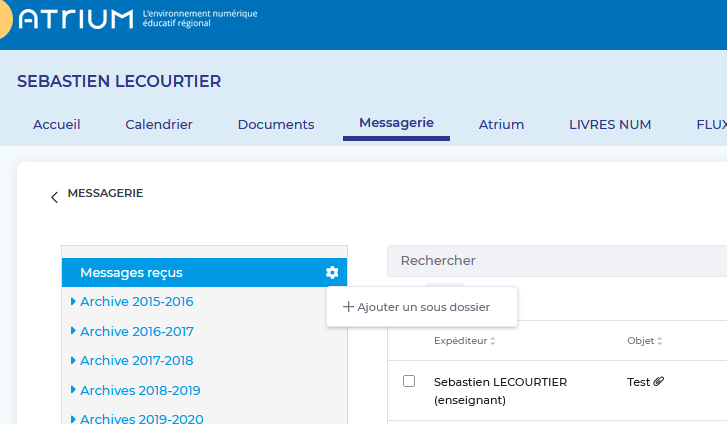 ATRIUM
L'environnement numérique
éducatif régional
SEBASTIEN LECOURTIER
Accueil Calendrier Documents Messagerie Atrium LIVRES NUM FLUX
MESSAGERIE
Messages reçus
Rechercher
Archive 2015-2016
Ajouter un sous dossier
Archive 2016-2017
Expéditeur Objet
Archive 2017-2018
Archives 2018-2019
Sebastien LECOURTIER Test
(enseignant)
Archives 2019-2020